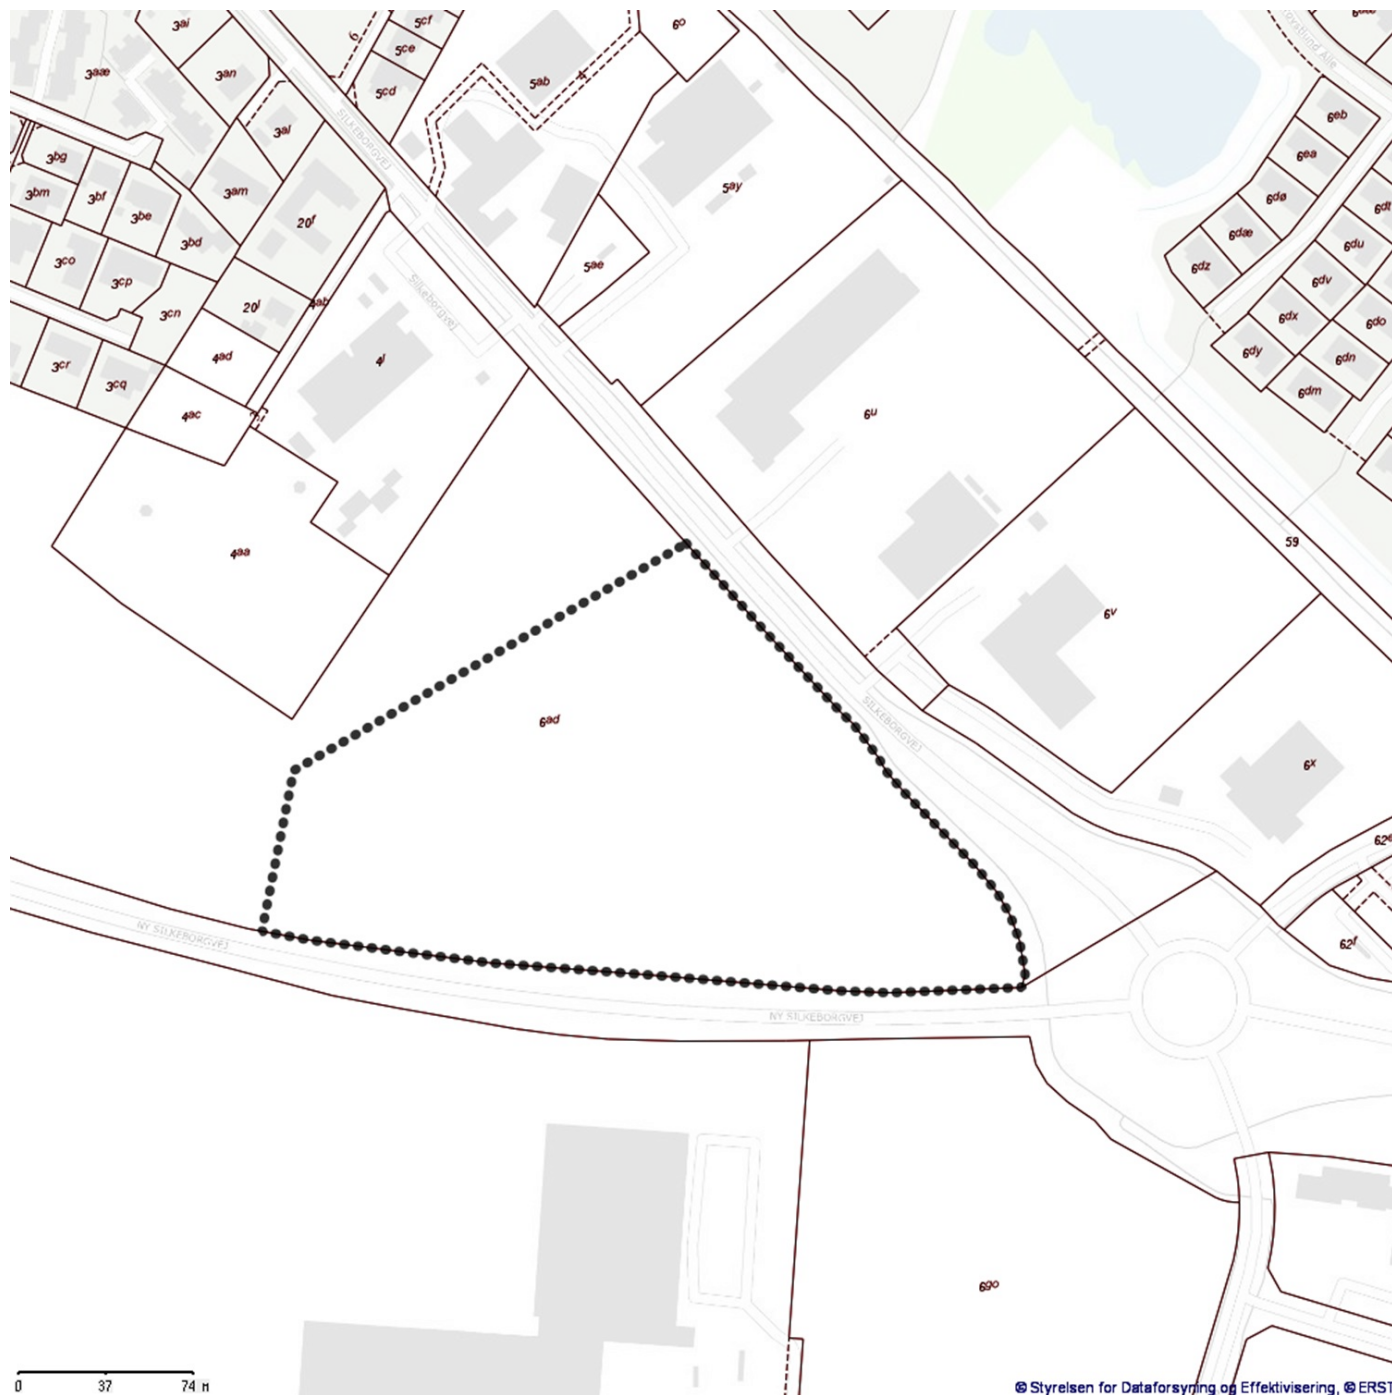 3ai
5cf
6o
5ce
6
3aæ
3an
5ab
4
5cd
6eb
SILKEBORGVEJ
3al
3bg
6ea
5ay
3bm
3bf
3am
6dø
3be
20f
6dt
3bd
6dæ
6du
3co
5ae
6dz
3cp
6dv
Silkeborgvej
20l
4ab
3cn
6dx
6do
4ad
6dy
6dn
3cr
4l
3cq
6dm
4ac
6u
59
4aa
6v
6ad
SILKEBORGVEJ
6x
NY SILKEBORGVEJ
62f
NY SILKEBORGVEJ
6go
0 37 74 M
© Styrelsen for Dataforsyning og Effektivisering, © ERST